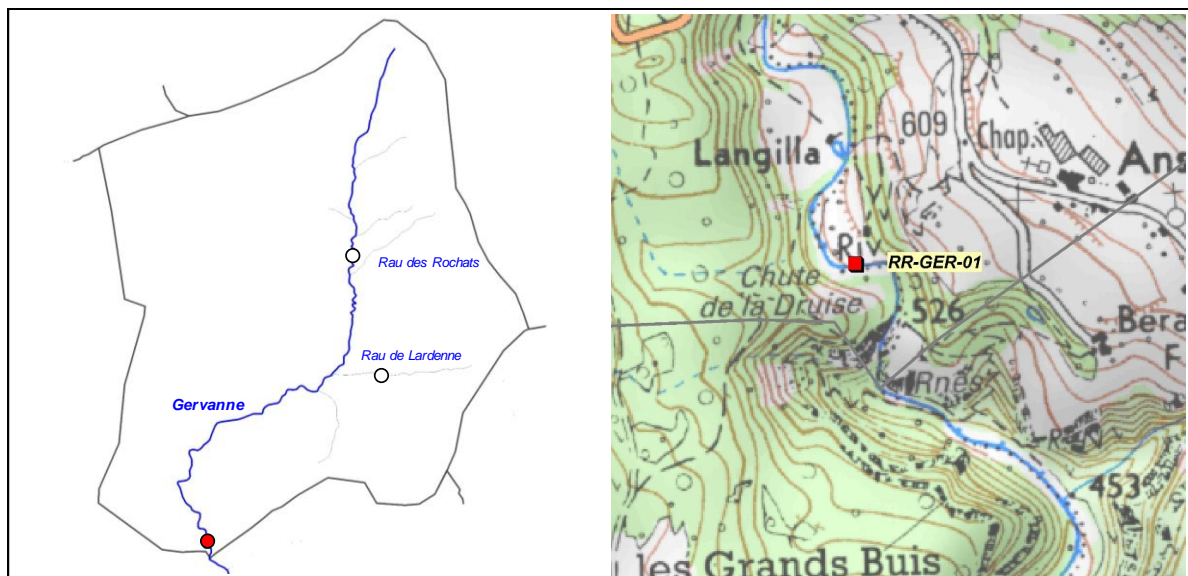 Rau des Rochats
Rau de Lardenne
Gervanne
609
Chap.
Langilla
Ans
RR-GER-01
Chute
de la Druise
526
Bera
F
Rnes
453
les Grands Buis